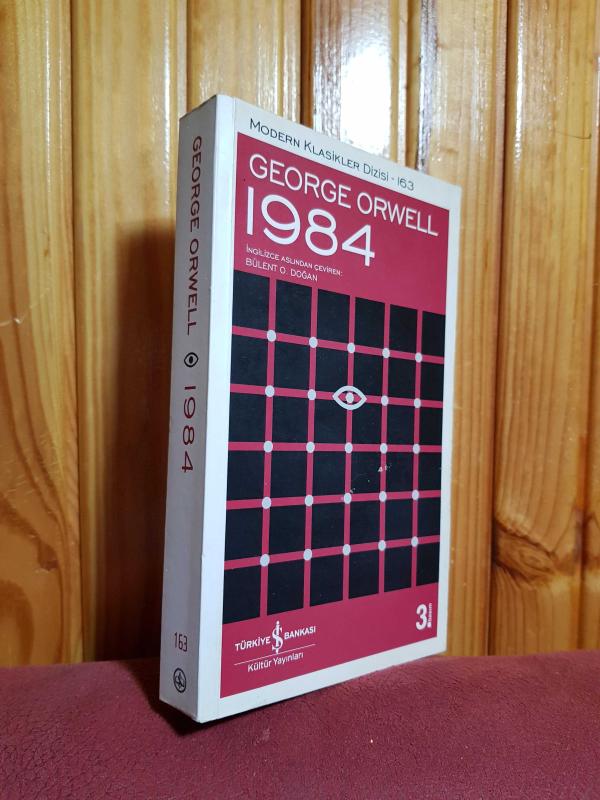 MODERN KLASİKLER DİZİSİ - 163
GEORGE ORWELL
1984
İNGİLİZCE ASLINDAN ÇEVİREN:
BÜLENT O. DOĞAN
TÜRKİYE İŞ BANKASI
Kültür Yayınları
3.
Basım
GEORGE ORWELL 1984
163